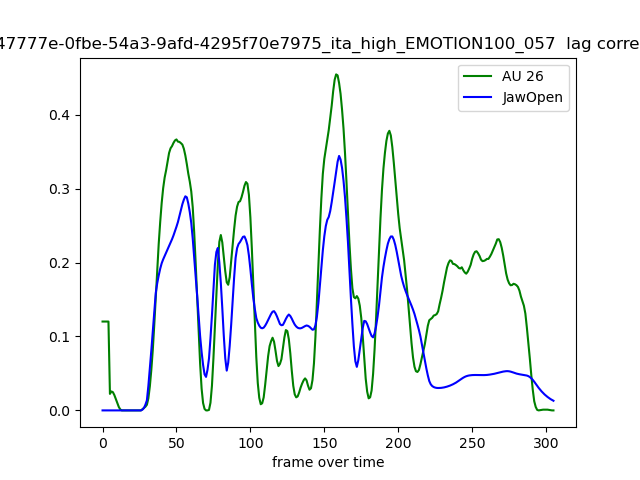 47777e-0fbe-54a3-9afd-4295f70e7975_ita_high_EMOTION100_057 lag corre
AU 26
JawOpen
0.4
0.3
0.2
0.1
0.0
0 50 100 150 200 250 300
frame over time